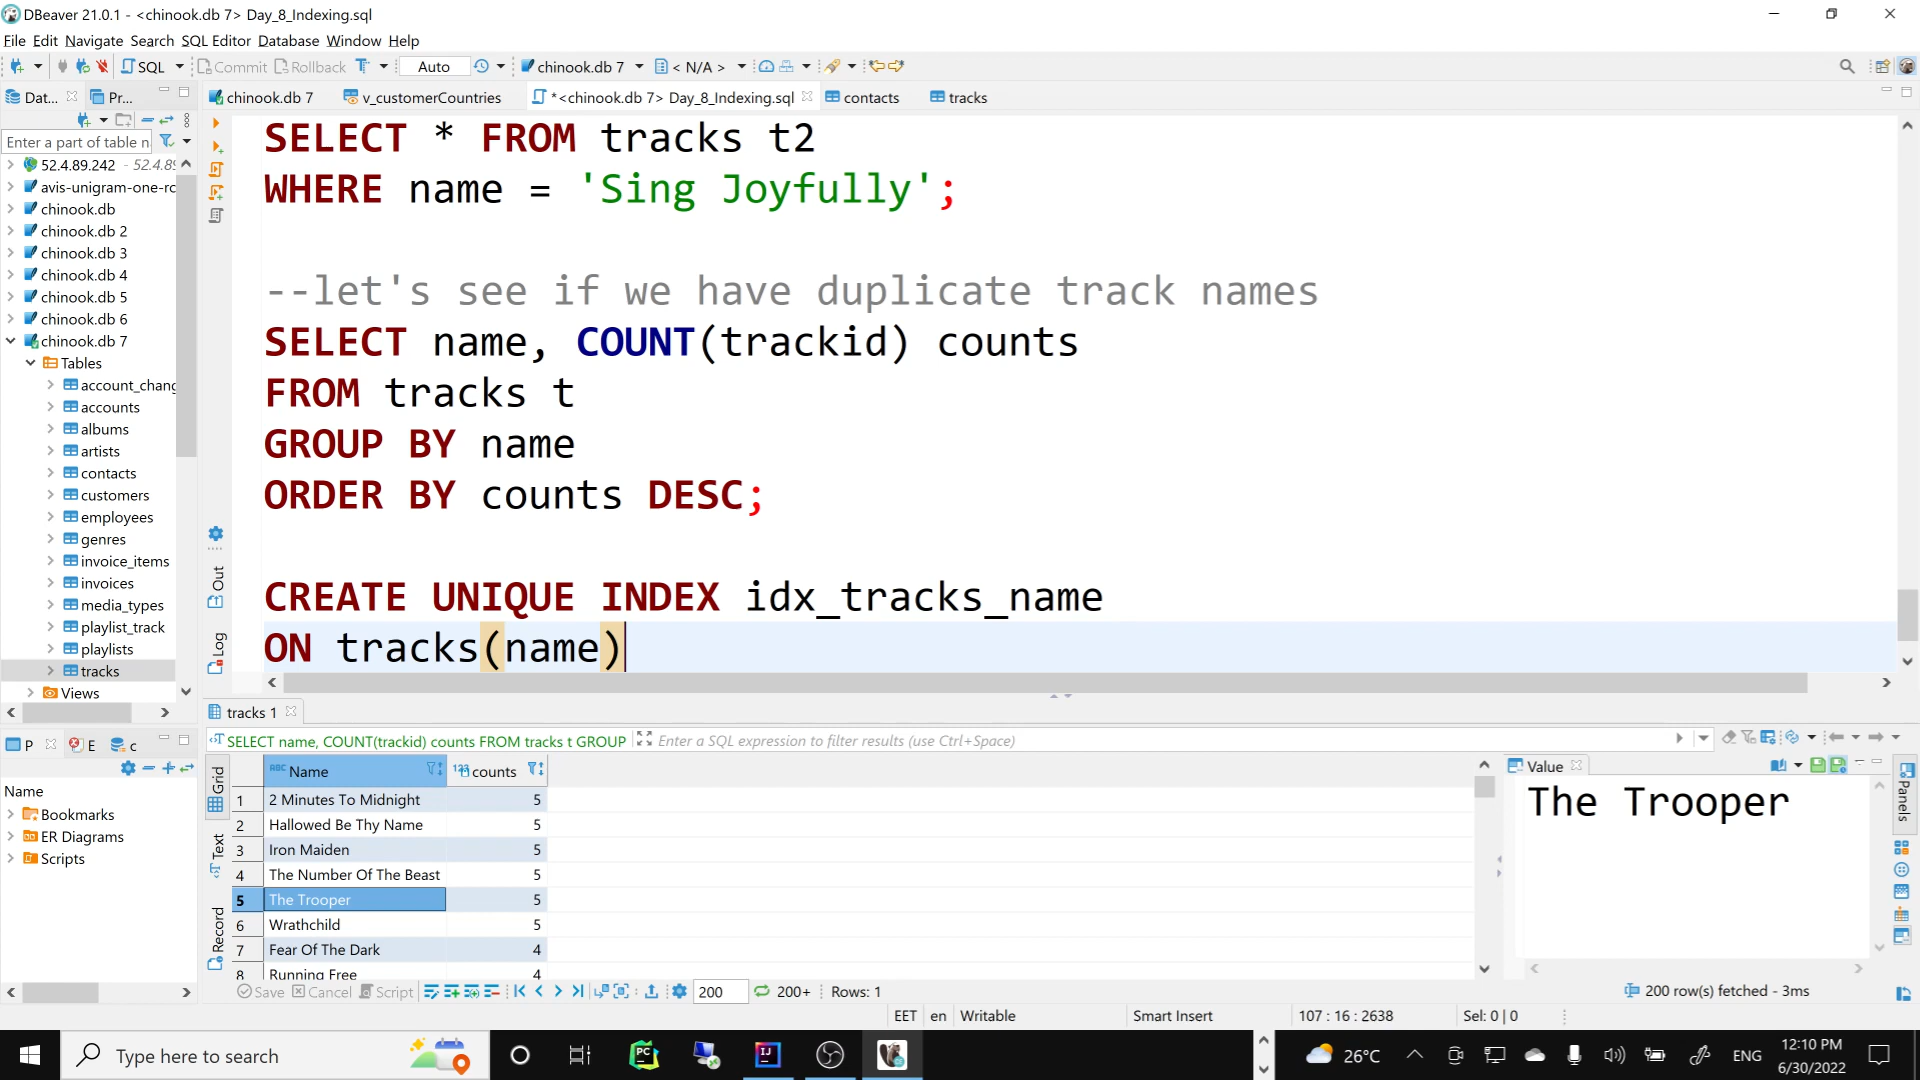 DBeaver 21.0.1 - <chinook.db 7> Day_8_Indexing.sql
File Edit Navigate Search SQL Editor Database Window Help
SQL Commit Rollback Auto chinook.db 7 < N/A >
Dat... Pr... chinook.db 7 v_customerCountries *<chinook.db 7> Day_8_Indexing.sql contacts tracks
Enter a part of table n
52.4.89.242 - 52.4.89
avis-unigram-one-ro
chinook.db
chinook.db 2
chinook.db 3
chinook.db 4
chinook.db 5
chinook.db 6
chinook.db 7
Tables
account_chang
accounts
albums
artists
contacts
customers
employees
genres
invoice_items
invoices
media_types
playlist_track
playlists
tracks
Views
SELECT * FROM tracks t2
WHERE name = 'Sing Joyfully';
--let's see if we have duplicate track names
SELECT name, COUNT(trackid) counts
FROM tracks t
GROUP BY name
ORDER BY counts DESC;
CREATE UNIQUE INDEX idx_tracks_name
ON tracks(name)
Out
Log
P E c
Name
Bookmarks
ER Diagrams
Scripts
tracks 1
SELECT name, COUNT(trackid) counts FROM tracks t GROUP Enter a SQL expression to filter results (use Ctrl+Space)
Grid
Text
Record
ABC Name 123 counts
1 2 Minutes To Midnight 5
2 Hallowed Be Thy Name 5
3 Iron Maiden 5
4 The Number Of The Beast 5
5 The Trooper 5
6 Wrathchild 5
7 Fear Of The Dark 4
8 Running Free 4
Value
The Trooper
Panels
Save Cancel Script 200 200+ Rows: 1
200 row(s) fetched - 3ms
EET en Writable Smart Insert 107 : 16 : 2638 Sel: 0 | 0
Type here to search
PC
IJ
26°C
ENG
12:10 PM
6/30/2022